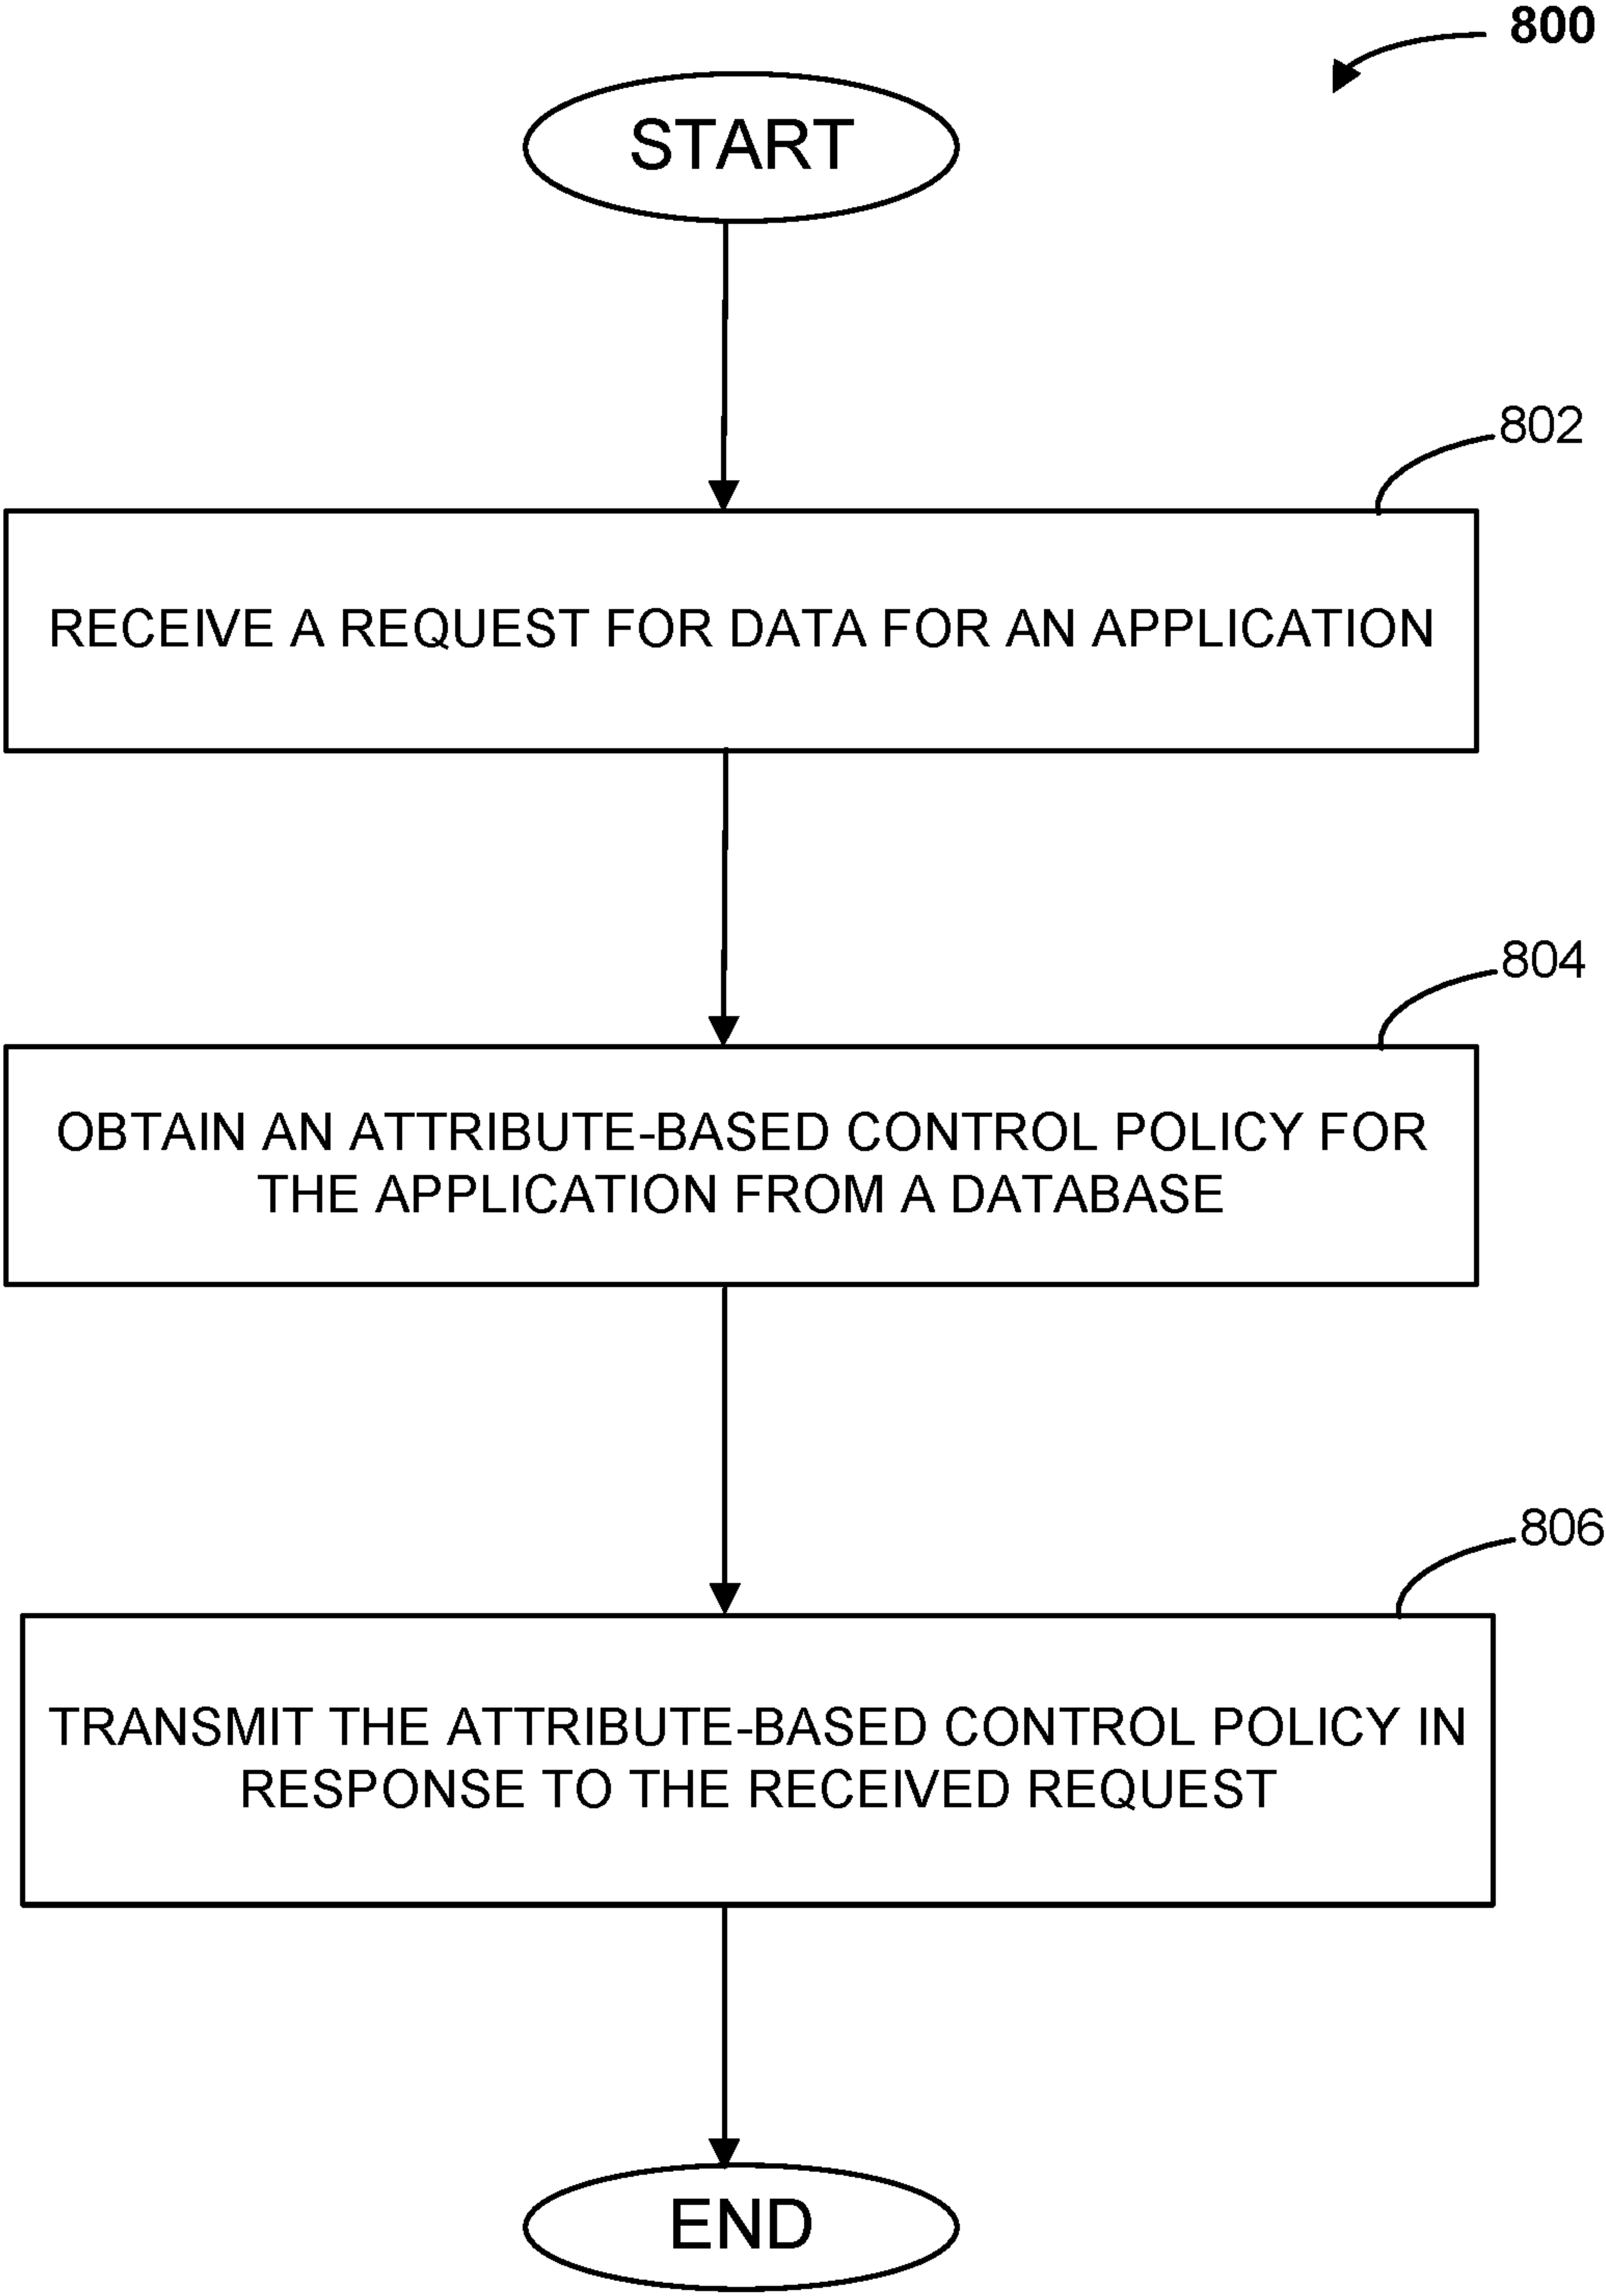 800
START
802
RECEIVE A REQUEST FOR DATA FOR AN APPLICATION
804
OBTAIN AN ATTRIBUTE-BASED CONTROL POLICY FOR
THE APPLICATION FROM A DATABASE
806
TRANSMIT THE ATTRIBUTE-BASED CONTROL POLICY IN
RESPONSE TO THE RECEIVED REQUEST
END